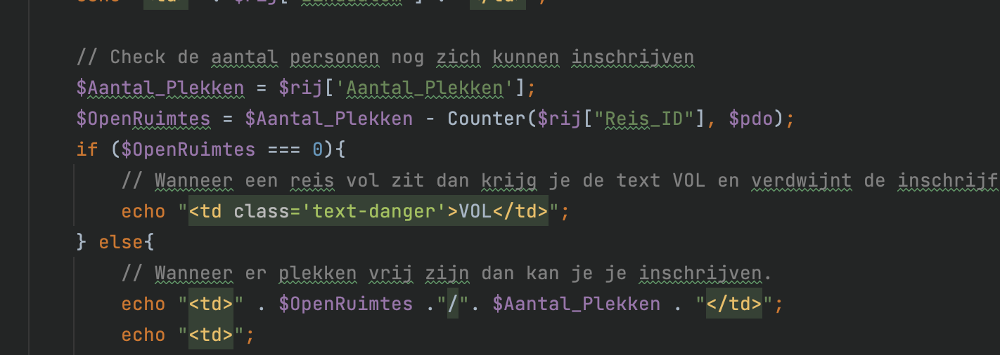 echo "<td>" . $rij["Einddatum"] . "</td>";
// Check de aantal personen nog zich kunnen inschrijven
$Aantal_Plekken = $rij['Aantal_Plekken'];
$OpenRuimtes = $Aantal_Plekken - Counter($rij["Reis_ID"], $pdo);
if ($OpenRuimtes === 0){
// Wanneer een reis vol zit dan krijg je de text VOL en verdwijnt de inschrijf
echo "<td class='text-danger'>VOL</td>";
} else{
// Wanneer er plekken vrij zijn dan kan je je inschrijven.
echo "<td>" . $OpenRuimtes ."/". $Aantal_Plekken . "</td>";
echo "<td>";